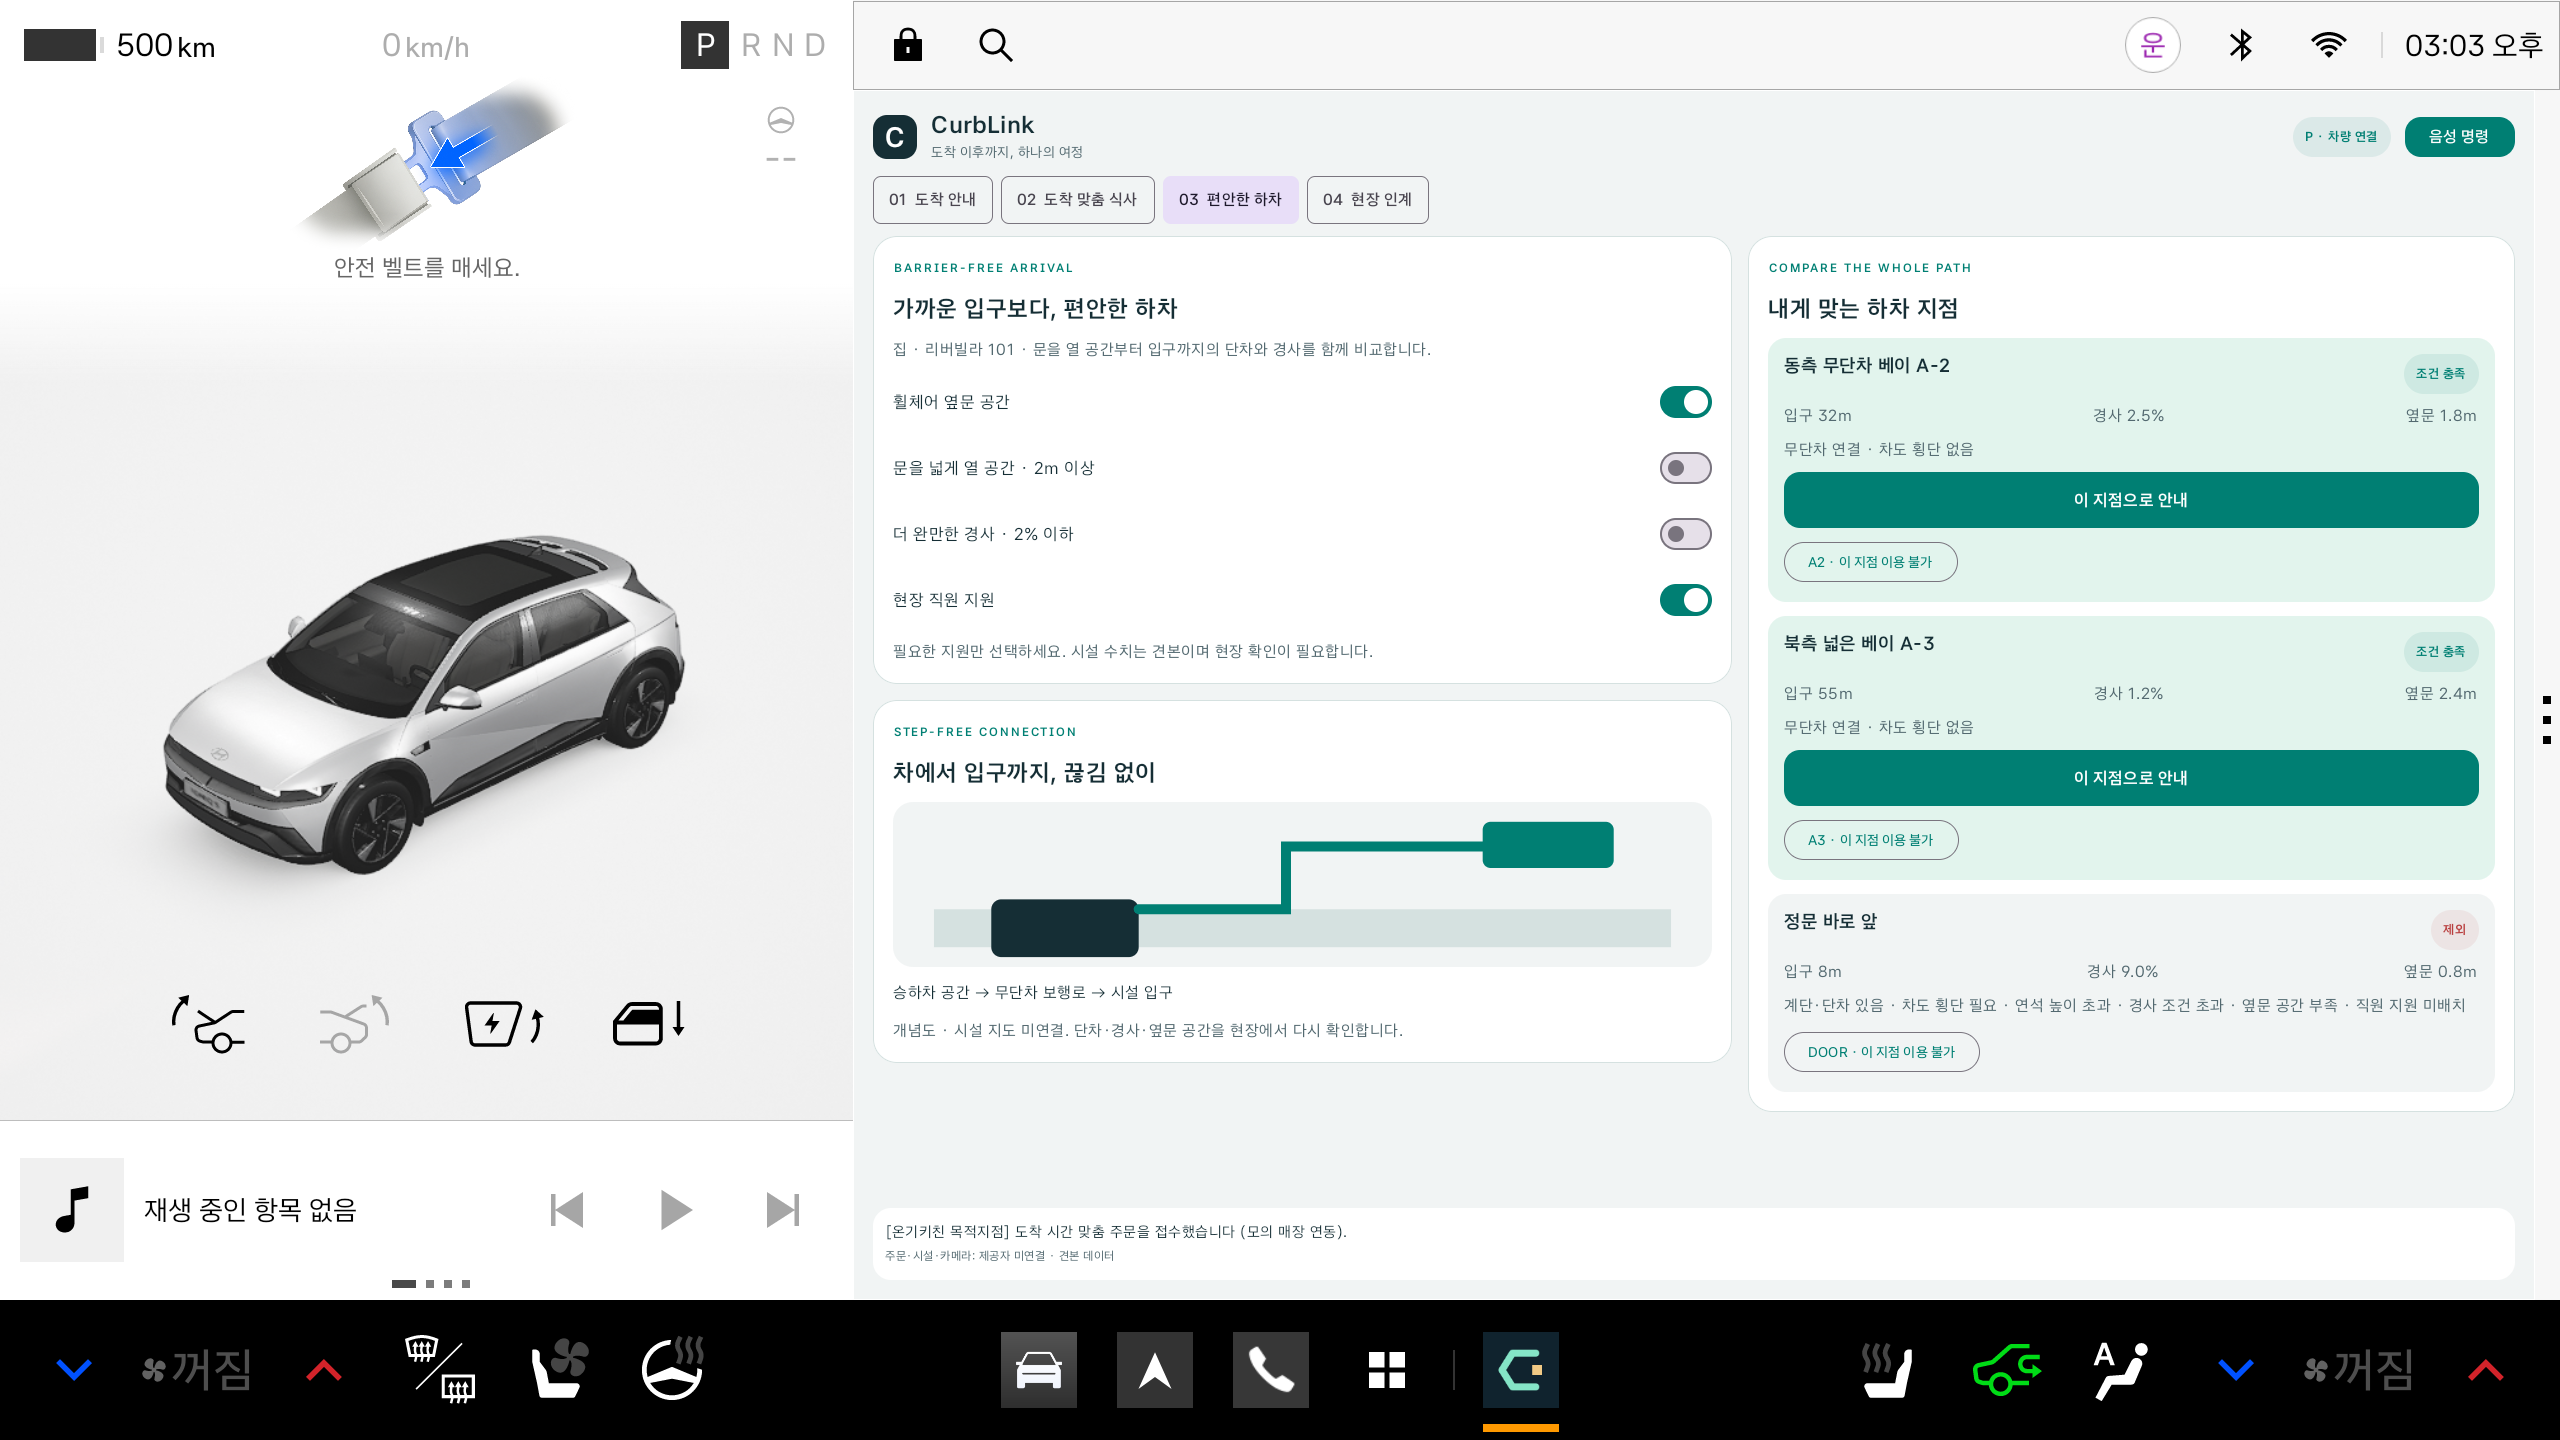 500 km
0 km/h
P R N D
안전 벨트를 매세요.
재생 중인 항목 없음
운
03:03 오후
C
CurbLink
도착 이후까지, 하나의 여정
P · 차량 연결
음성 명령
01 도착 안내
02 도착 맞춤 식사
03 편안한 하차
04 현장 인계
BARRIER-FREE ARRIVAL
가까운 입구보다, 편안한 하차
집 · 리버빌라 101 · 문을 열 공간부터 입구까지의 단차와 경사를 함께 비교합니다.
휠체어 옆문 공간
문을 넓게 열 공간 · 2m 이상
더 완만한 경사 · 2% 이하
현장 직원 지원
필요한 지원만 선택하세요. 시설 수치는 견본이며 현장 확인이 필요합니다.
STEP-FREE CONNECTION
차에서 입구까지, 끊김 없이
승하차 공간 → 무단차 보행로 → 시설 입구
개념도 · 시설 지도 미연결. 단차·경사·옆문 공간을 현장에서 다시 확인합니다.
COMPARE THE WHOLE PATH
내게 맞는 하차 지점
동측 무단차 베이 A-2
조건 충족
입구 32m
경사 2.5%
옆문 1.8m
무단차 연결 · 차도 횡단 없음
이 지점으로 안내
A2 · 이 지점 이용 불가
북측 넓은 베이 A-3
조건 충족
입구 55m
경사 1.2%
옆문 2.4m
무단차 연결 · 차도 횡단 없음
이 지점으로 안내
A3 · 이 지점 이용 불가
정문 바로 앞
제외
입구 8m
경사 9.0%
옆문 0.8m
계단·단차 있음 · 차도 횡단 필요 · 연석 높이 초과 · 경사 조건 초과 · 옆문 공간 부족 · 직원 지원 미배치
DOOR · 이 지점 이용 불가
[온기키친 목적지점] 도착 시간 맞춤 주문을 접수했습니다 (모의 매장 연동).
주문·시설·카메라: 제공자 미연결 · 견본 데이터
꺼짐
A
꺼짐